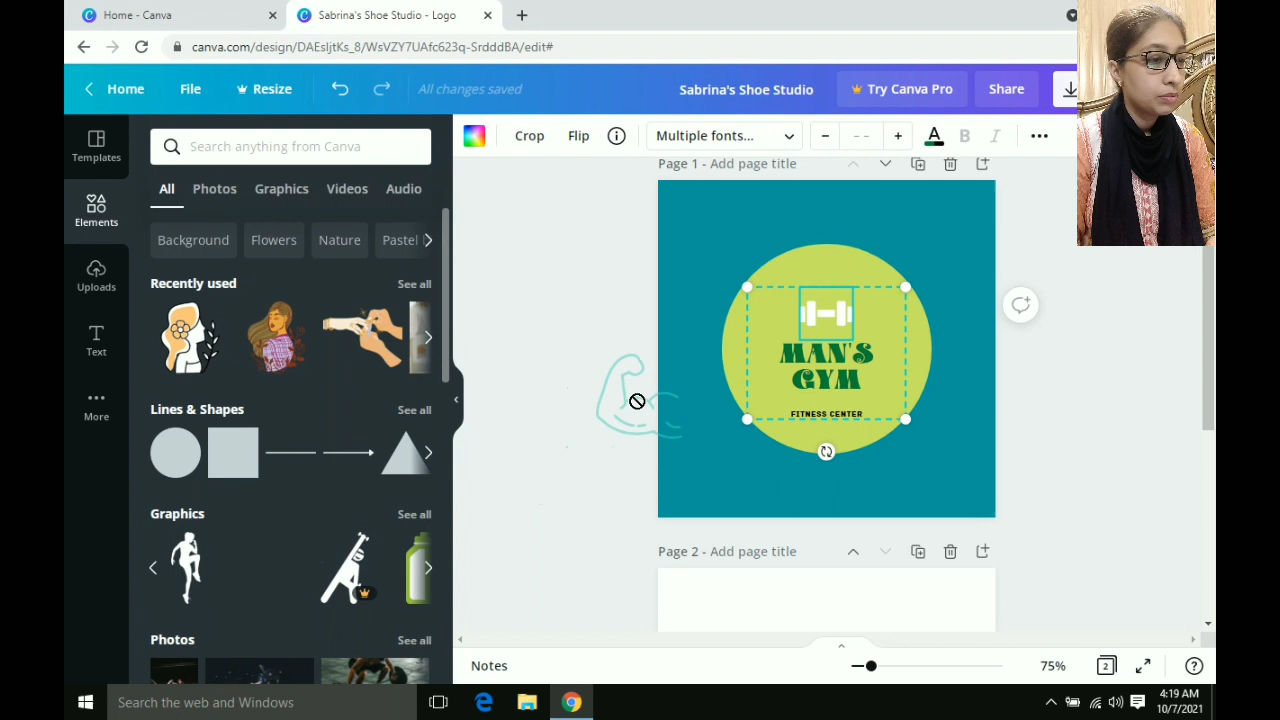 Home - Canva
Sabrina's Shoe Studio - Logo
canva.com/design/DAEsIjtKs_8/WsVZY7UAfc623q-SrdddBA/edit#
Home
File
Resize
All changes saved
Sabrina's Shoe Studio
Try Canva Pro
Share
Templates
Elements
Uploads
Text
More
Search anything from Canva
All
Photos
Graphics
Videos
Audio
Background
Flowers
Nature
Pastel
Recently used
See all
Lines & Shapes
See all
Graphics
See all
Photos
See all
Crop
Flip
Multiple fonts...
− -- +
A
B
I
Page 1 - Add page title
MAN'S
GYM
FITNESS CENTER
Page 2 - Add page title
Notes
75%
2
Search the web and Windows
4:19 AM
10/7/2021